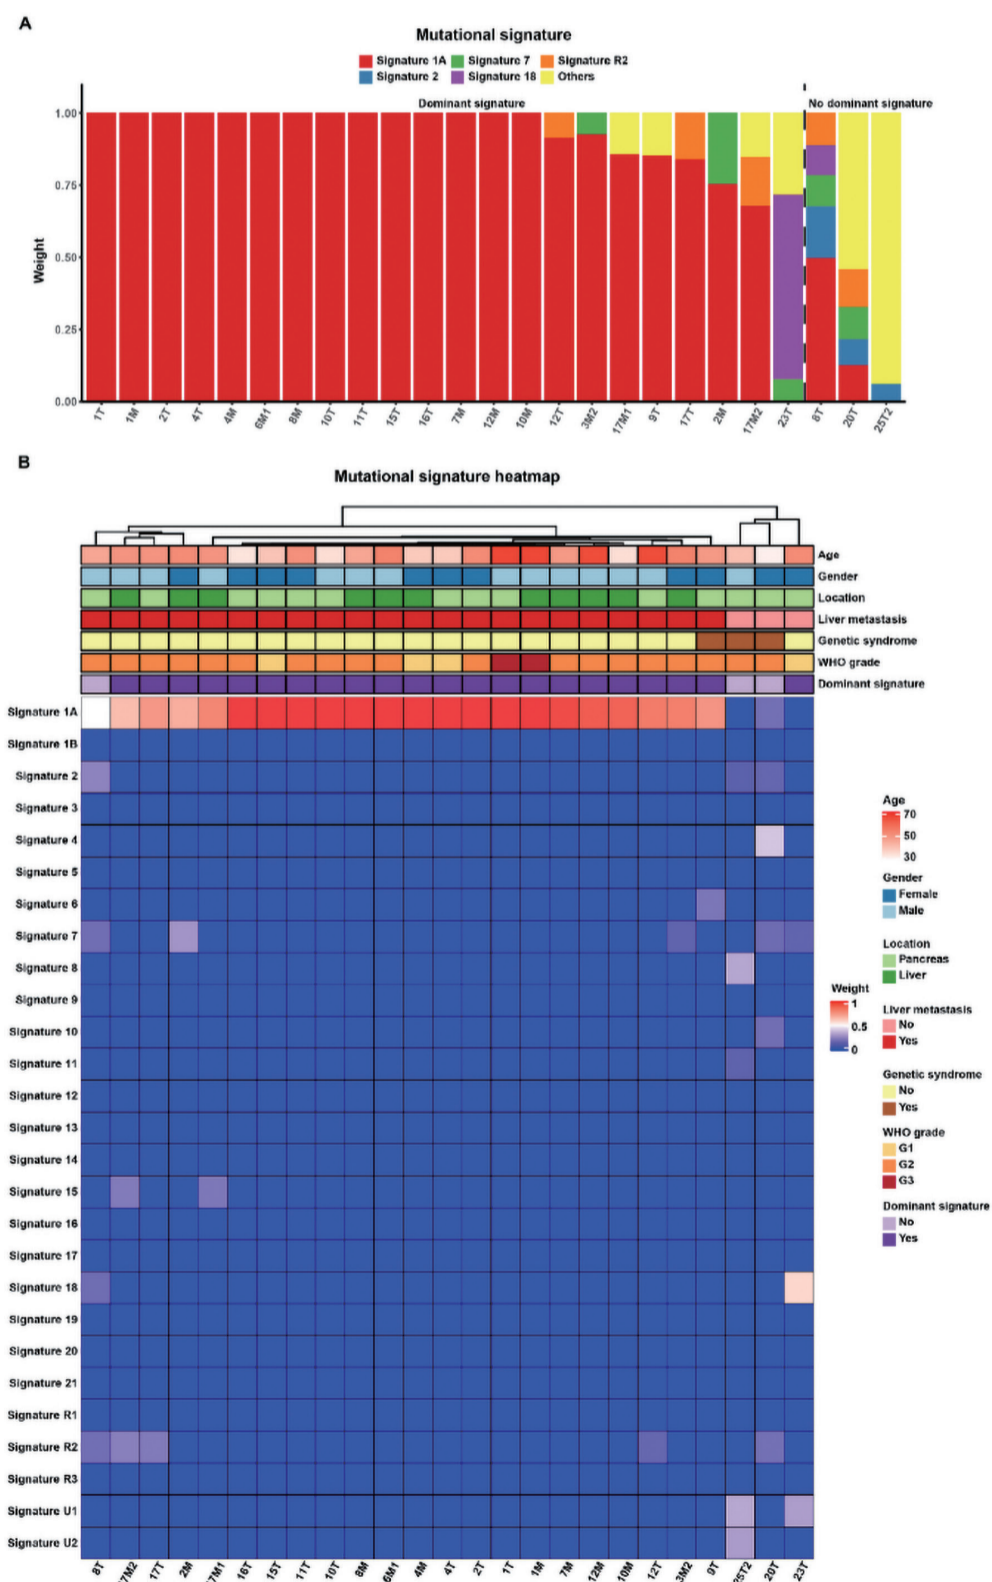 A
Mutational signature
Signature 1A Signature 7 Signature R2
Signature 2 Signature 18 Others
Dominant signature No dominant signature
Weight
1.00
0.75
0.50
0.25
0.00
1T 1M 2T 4T 4M 6M1 8M 10T 11T 15T 16T 7M 12M 10M 12T 3M2 17M1 9T 17T 2M 17M2 23T 8T 20T 25T2
B
Mutational signature heatmap
Age
Gender
Location
Liver metastasis
Genetic syndrome
WHO grade
Dominant signature
Signature 1A
Signature 1B
Signature 2
Signature 3
Signature 4
Signature 5
Signature 6
Signature 7
Signature 8
Signature 9
Signature 10
Signature 11
Signature 12
Signature 13
Signature 14
Signature 15
Signature 16
Signature 17
Signature 18
Signature 19
Signature 20
Signature 21
Signature R1
Signature R2
Signature R3
Signature U1
Signature U2
8T 7M2 17T 2M 7M1 16T 15T 11T 10T 8M 6M1 4M 4T 2T 1T 1M 7M 12M 10M 12T 3M2 9T 25T2 20T 23T
Weight
1
0.5
0
Age
70
50
30
Gender
Female
Male
Location
Pancreas
Liver
Liver metastasis
No
Yes
Genetic syndrome
No
Yes
WHO grade
G1
G2
G3
Dominant signature
No
Yes